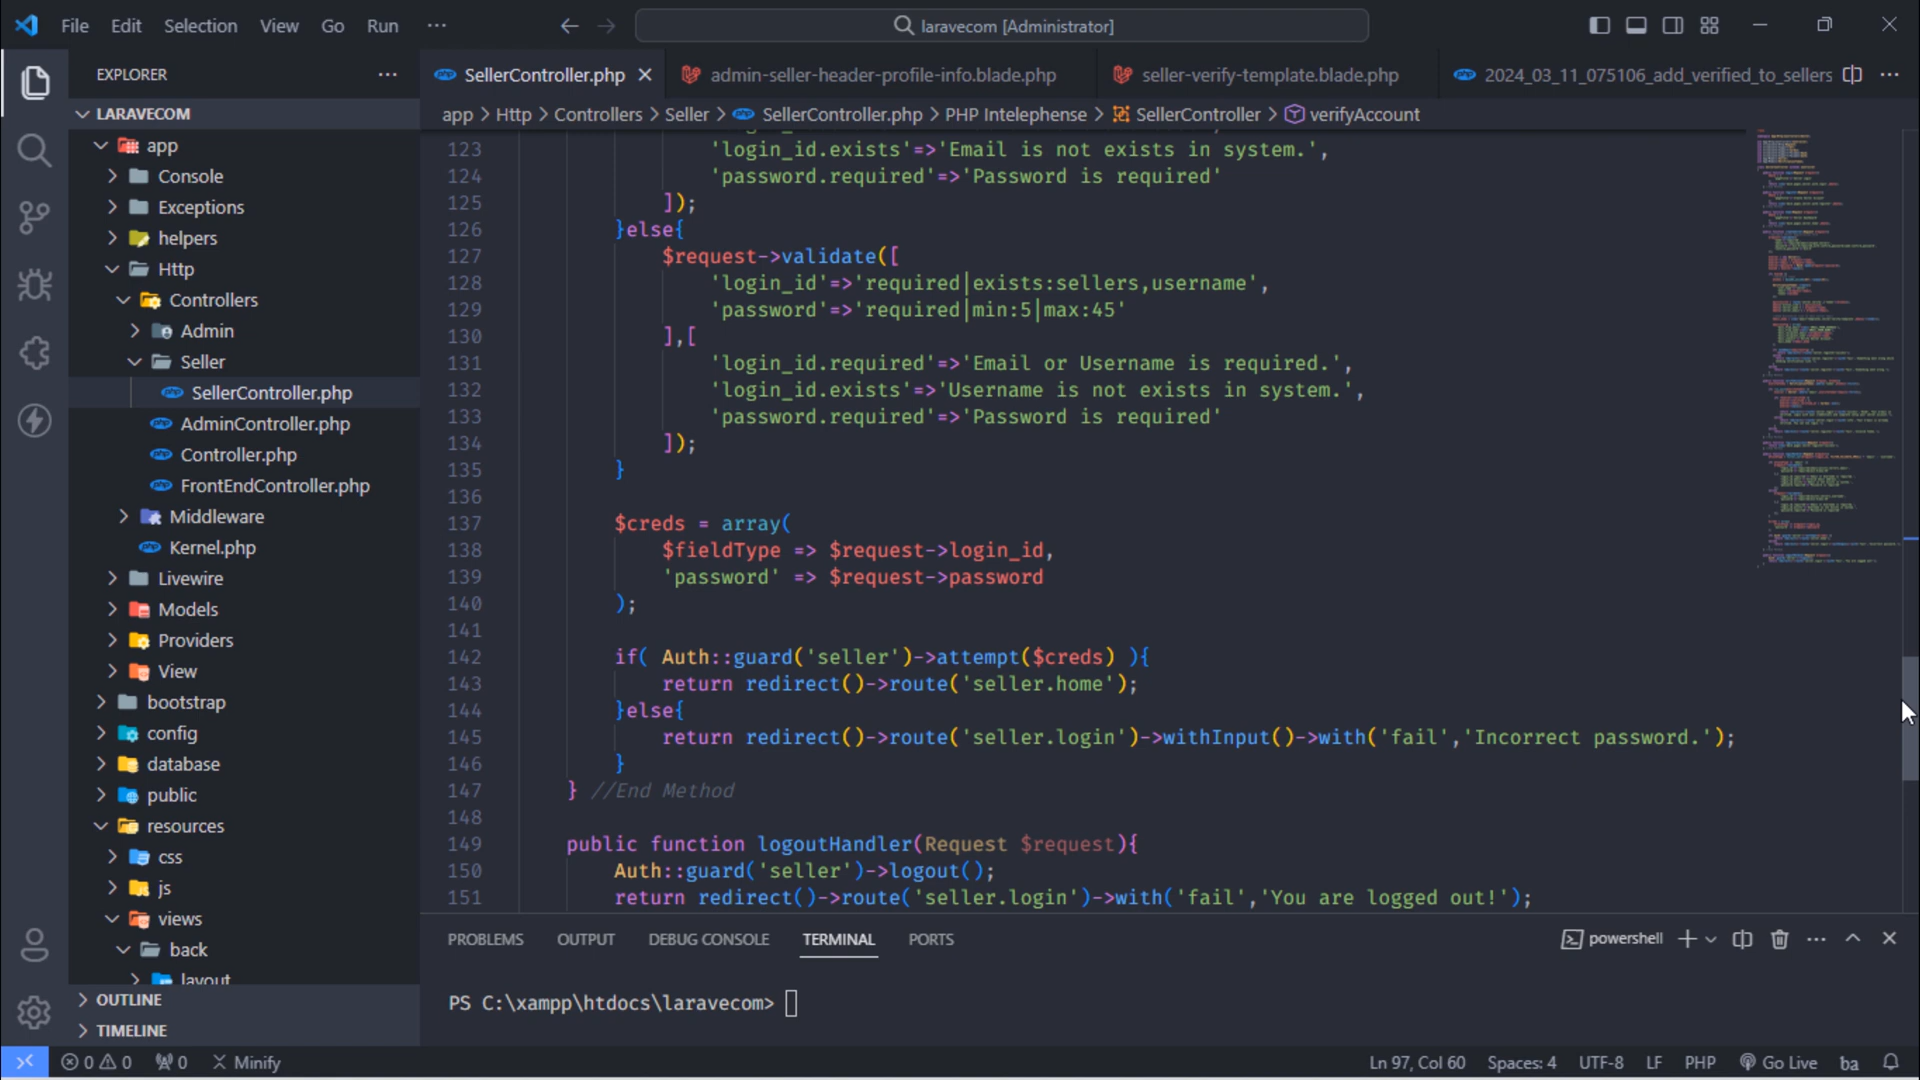 File Edit Selection View Go Run ···
laravecom [Administrator]
EXPLORER ···
SellerController.php
admin-seller-header-profile-info.blade.php
seller-verify-template.blade.php
2024_03_11_075106_add_verified_to_sellers
···
LARAVECOM
app > Http > Controllers > Seller > SellerController.php > PHP Intelephense > SellerController > verifyAccount
app
Console
Exceptions
helpers
Http
Controllers
Admin
Seller
SellerController.php
AdminController.php
Controller.php
FrontEndController.php
Middleware
Kernel.php
Livewire
Models
Providers
View
bootstrap
config
database
public
resources
css
js
views
back
layout
OUTLINE
TIMELINE
123 'login_id.exists'=>'Email is not exists in system.',
124 'password.required'=>'Password is required'
125 ]);
126 }else{
127 $request->validate([
128 'login_id'=>'required|exists:sellers,username',
129 'password'=>'required|min:5|max:45'
130 ],[
131 'login_id.required'=>'Email or Username is required.',
132 'login_id.exists'=>'Username is not exists in system.',
133 'password.required'=>'Password is required'
134 ]);
135 }
136
137 $creds = array(
138 $fieldType => $request->login_id,
139 'password' => $request->password
140 );
141
142 if( Auth::guard('seller')->attempt($creds) ){
143 return redirect()->route('seller.home');
144 }else{
145 return redirect()->route('seller.login')->withInput()->with('fail','Incorrect password.');
146 }
147 } //End Method
148
149 public function logoutHandler(Request $request){
150 Auth::guard('seller')->logout();
151 return redirect()->route('seller.login')->with('fail','You are logged out!');
PROBLEMS OUTPUT DEBUG CONSOLE TERMINAL PORTS
powershell
···
PS C:\xampp\htdocs\laravecom>
0 0 0 Minify
Ln 97, Col 60 Spaces: 4 UTF-8 LF PHP Go Live ba